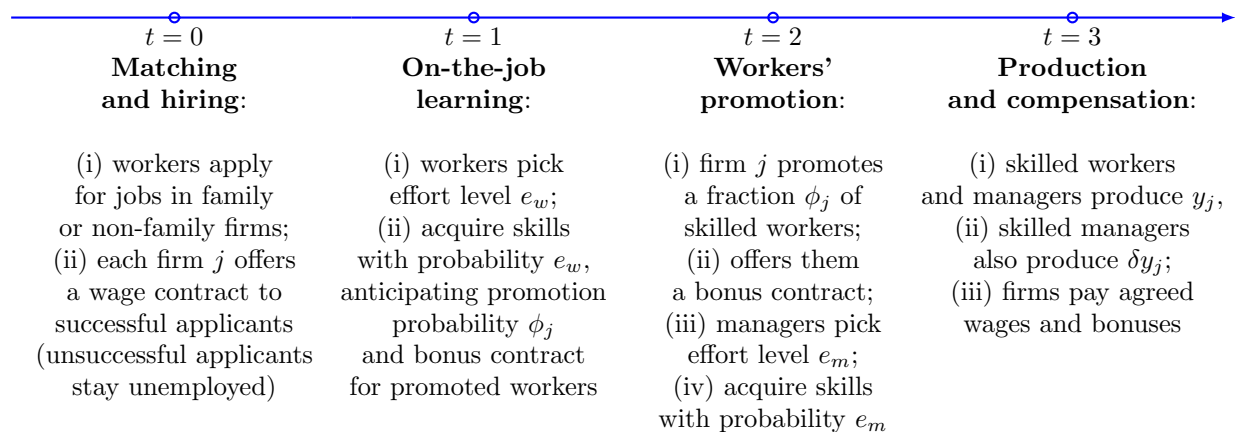 t = 0
Matching
and hiring:
(i) workers apply
for jobs in family
or non-family firms;
(ii) each firm j offers
a wage contract to
successful applicants
(unsuccessful applicants
stay unemployed)
t = 1
On-the-job
learning:
(i) workers pick
effort level e_w;
(ii) acquire skills
with probability e_w,
anticipating promotion
probability ϕ_j
and bonus contract
for promoted workers
t = 2
Workers'
promotion:
(i) firm j promotes
a fraction ϕ_j of
skilled workers;
(ii) offers them
a bonus contract;
(iii) managers pick
effort level e_m;
(iv) acquire skills
with probability e_m
t = 3
Production
and compensation:
(i) skilled workers
and managers produce y_j,
(ii) skilled managers
also produce δy_j;
(iii) firms pay agreed
wages and bonuses